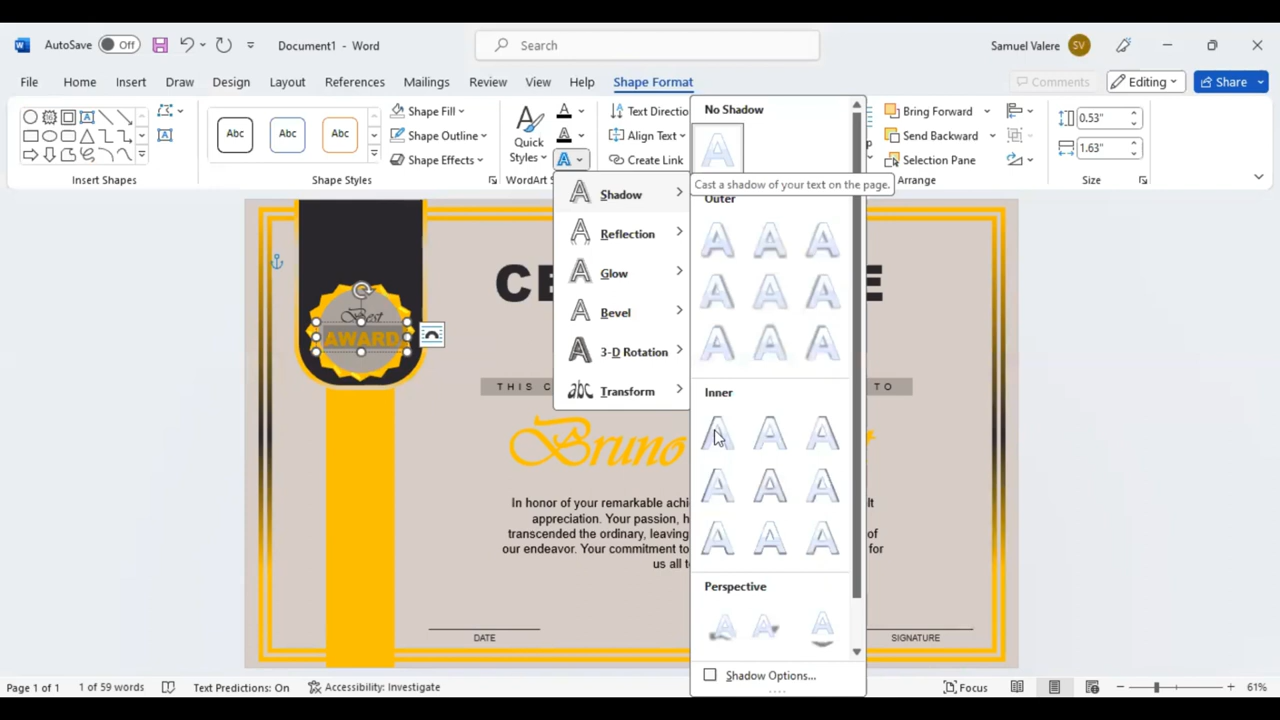 AutoSave Off Document1 - Word Search Samuel Valere SV
File Home Insert Draw Design Layout References Mailings Review View Help Shape Format Comments Editing Share
Shape Fill
Shape Outline
Shape Effects
Abc Abc Abc
Quick
Styles
Text Directio
Align Text
Create Link
Bring Forward
Send Backward
Selection Pane
0.53"
1.63"
Insert Shapes Shape Styles WordArt S Arrange Size
Shadow
Reflection
Glow
Bevel
3-D Rotation
Transform
No Shadow
Cast a shadow of your text on the page.
Outer
Inner
Perspective
Shadow Options...
CE E
Best
AWARD
THIS C TO
Bruno t
In honor of your remarkable achi lt
appreciation. Your passion, h
transcended the ordinary, leaving of
our endeavor. Your commitment to for
us all t
DATE SIGNATURE
Page 1 of 1 1 of 59 words Text Predictions: On Accessibility: Investigate Focus 61%